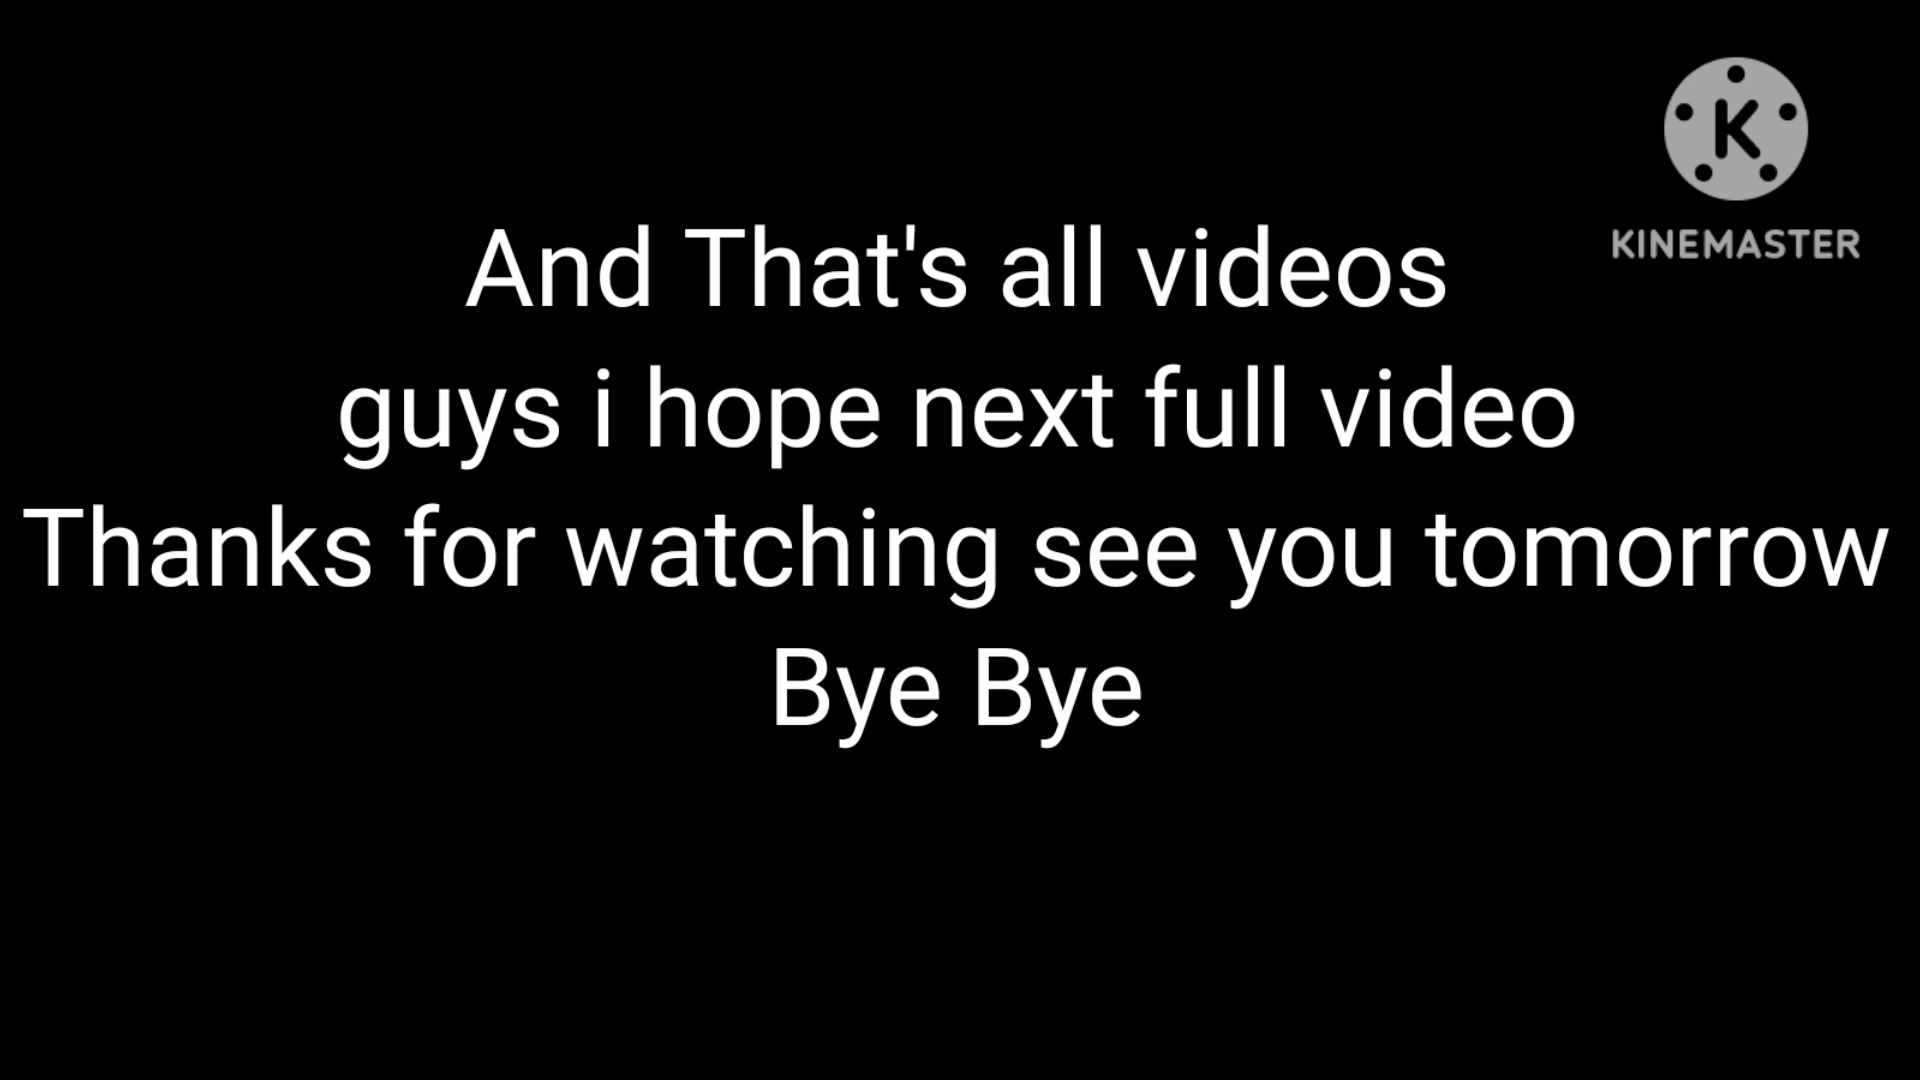 K
KINEMASTER
And That's all videos
guys i hope next full video
Thanks for watching see you tomorrow
Bye Bye